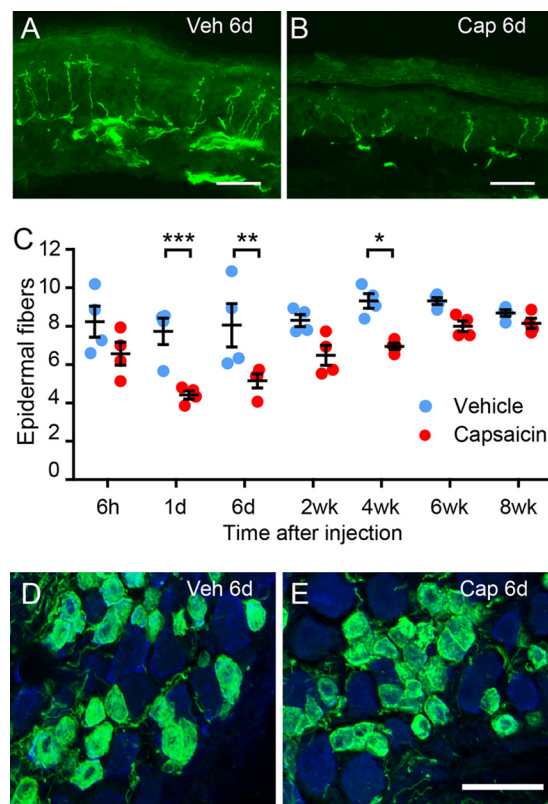 A Veh 6d
B Cap 6d
C
*** ** *
12
10
8
6
4
2
0
Epidermal fibers
Vehicle
Capsaicin
6h 1d 6d 2wk 4wk 6wk 8wk
Time after injection
D Veh 6d
E Cap 6d